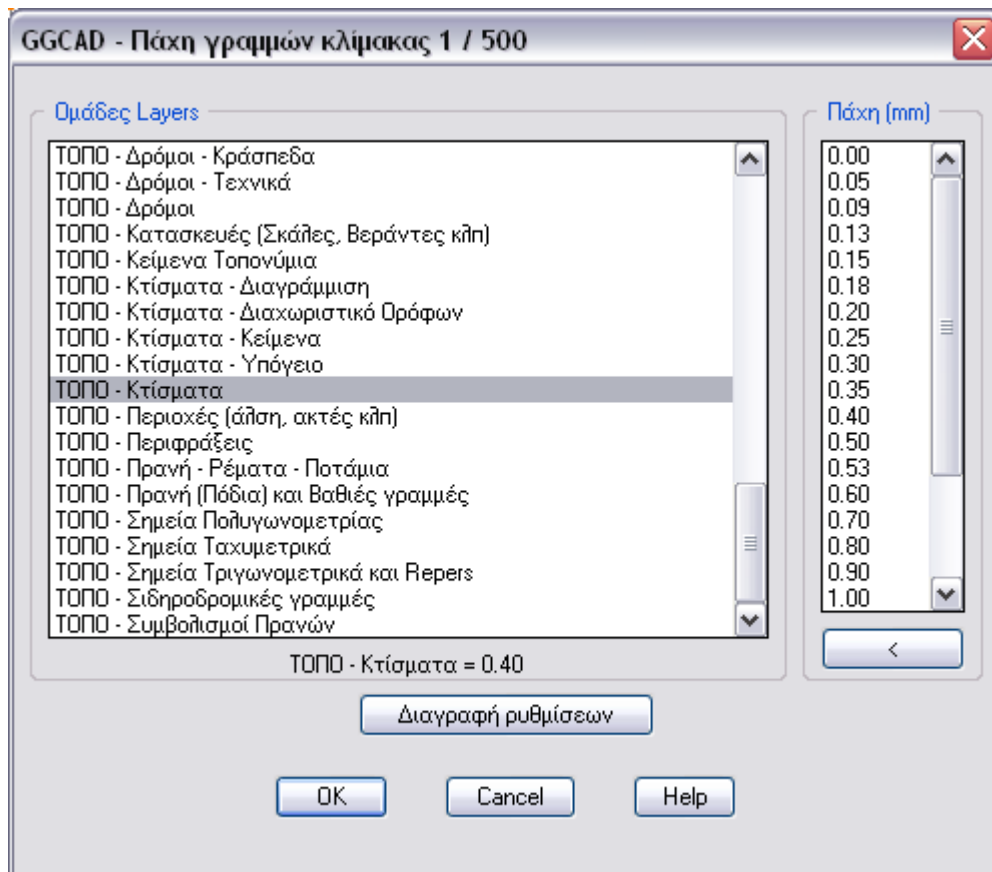 GGCAD - Πάχη γραμμών κλίμακας 1 / 500
Ομάδες Layers
ΤΟΠΟ - Δρόμοι - Κράσπεδα
ΤΟΠΟ - Δρόμοι - Τεχνικά
ΤΟΠΟ - Δρόμοι
ΤΟΠΟ - Κατασκευές (Σκάλες, Βεράντες κλπ)
ΤΟΠΟ - Κείμενα Τοπονύμια
ΤΟΠΟ - Κτίσματα - Διαγράμμιση
ΤΟΠΟ - Κτίσματα - Διαχωριστικό Ορόφων
ΤΟΠΟ - Κτίσματα - Κείμενα
ΤΟΠΟ - Κτίσματα - Υπόγειο
ΤΟΠΟ - Κτίσματα
ΤΟΠΟ - Περιοχές (άλση, ακτές κλπ)
ΤΟΠΟ - Περιφράξεις
ΤΟΠΟ - Πρανή - Ρέματα - Ποτάμια
ΤΟΠΟ - Πρανή (Πόδια) και Βαθιές γραμμές
ΤΟΠΟ - Σημεία Πολυγωνομετρίας
ΤΟΠΟ - Σημεία Ταχυμετρικά
ΤΟΠΟ - Σημεία Τριγωνομετρικά και Repers
ΤΟΠΟ - Σιδηροδρομικές γραμμές
ΤΟΠΟ - Συμβολισμοί Πρανών
ΤΟΠΟ - Κτίσματα = 0.40
Πάχη (mm)
0.00
0.05
0.09
0.13
0.15
0.18
0.20
0.25
0.30
0.35
0.40
0.50
0.53
0.60
0.70
0.80
0.90
1.00
<
Διαγραφή ρυθμίσεων
OK
Cancel
Help